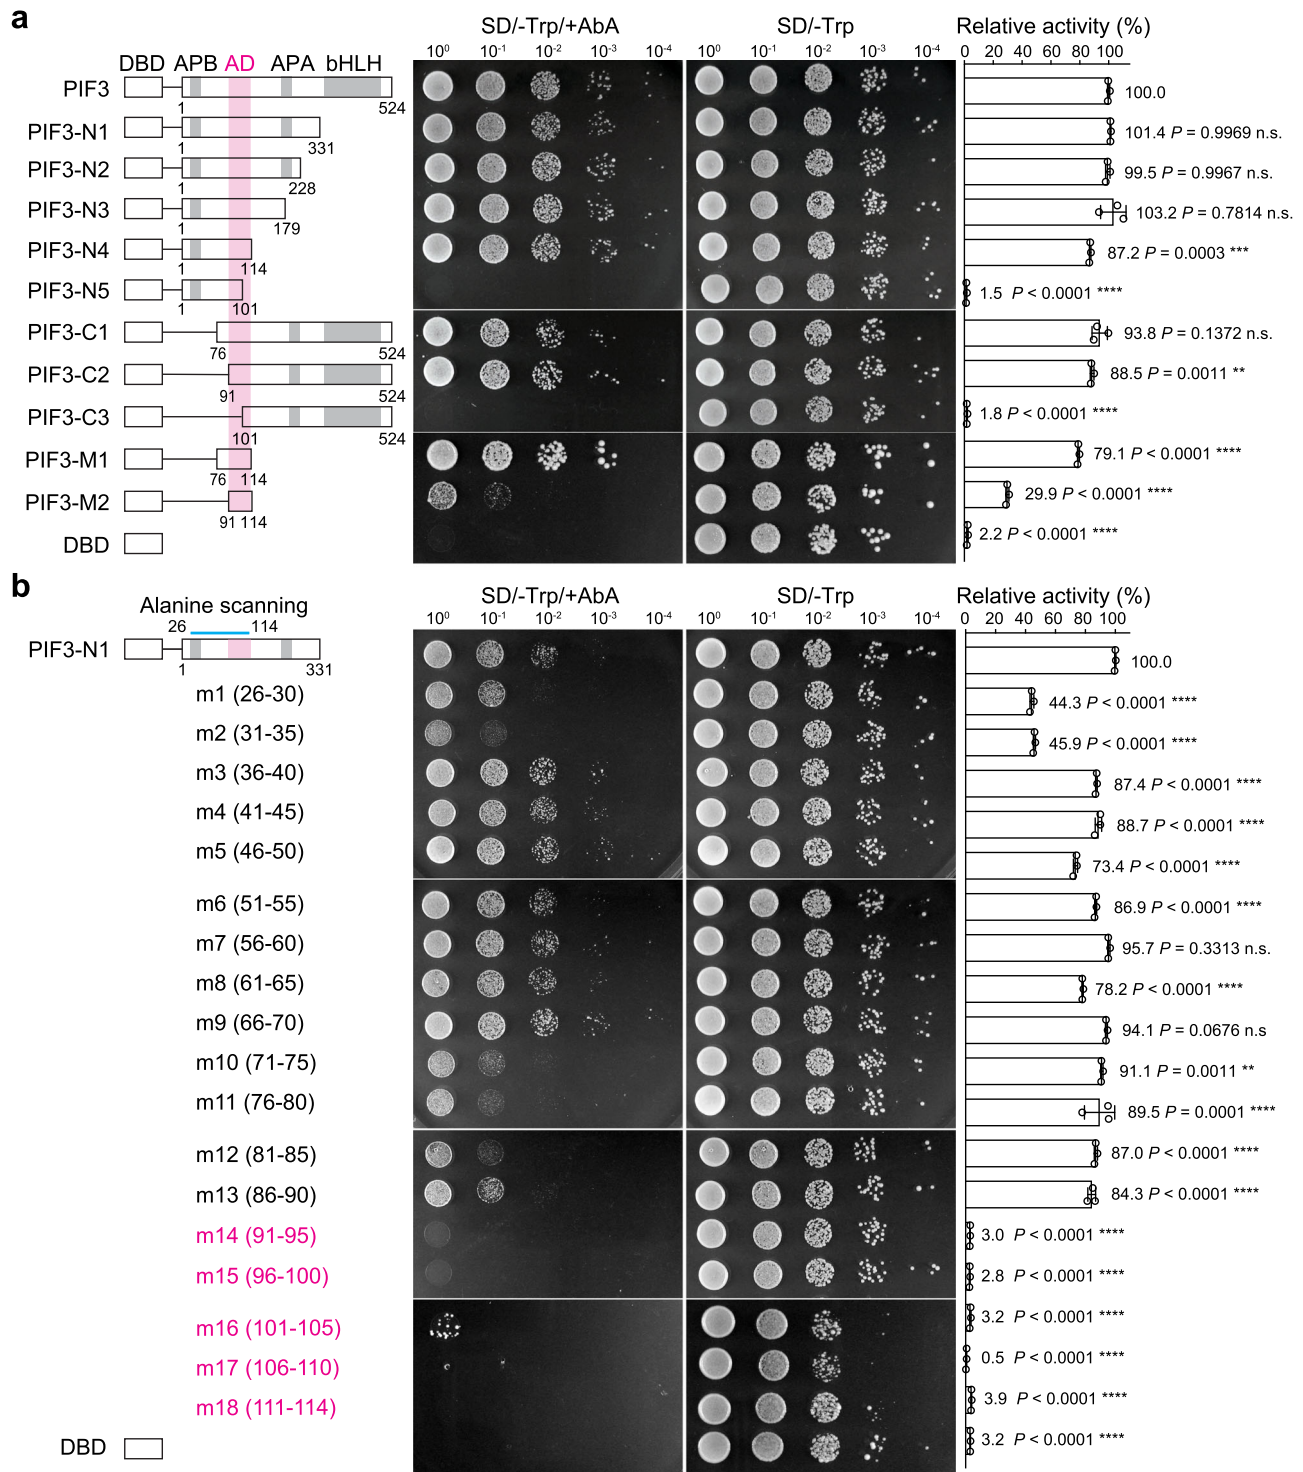 a
SD/-Trp/+AbA SD/-Trp Relative activity (%)
10⁰ 10⁻¹ 10⁻² 10⁻³ 10⁻⁴ 10⁰ 10⁻¹ 10⁻² 10⁻³ 10⁻⁴ 0 20 40 60 80 100
DBD APB AD APA bHLH
PIF3 1 524 100.0
PIF3-N1 1 331 101.4 P = 0.9969 n.s.
PIF3-N2 1 228 99.5 P = 0.9967 n.s.
PIF3-N3 1 179 103.2 P = 0.7814 n.s.
PIF3-N4 1 114 87.2 P = 0.0003 ***
PIF3-N5 1 101 1.5 P < 0.0001 ****
PIF3-C1 76 524 93.8 P = 0.1372 n.s.
PIF3-C2 91 524 88.5 P = 0.0011 **
PIF3-C3 101 524 1.8 P < 0.0001 ****
PIF3-M1 76 114 79.1 P < 0.0001 ****
PIF3-M2 91 114 29.9 P < 0.0001 ****
DBD 2.2 P < 0.0001 ****
b
SD/-Trp/+AbA SD/-Trp Relative activity (%)
10⁰ 10⁻¹ 10⁻² 10⁻³ 10⁻⁴ 10⁰ 10⁻¹ 10⁻² 10⁻³ 10⁻⁴ 0 20 40 60 80 100
Alanine scanning
26 114
PIF3-N1 1 331 100.0
m1 (26-30) 44.3 P < 0.0001 ****
m2 (31-35) 45.9 P < 0.0001 ****
m3 (36-40) 87.4 P < 0.0001 ****
m4 (41-45) 88.7 P < 0.0001 ****
m5 (46-50) 73.4 P < 0.0001 ****
m6 (51-55) 86.9 P < 0.0001 ****
m7 (56-60) 95.7 P = 0.3313 n.s.
m8 (61-65) 78.2 P < 0.0001 ****
m9 (66-70) 94.1 P = 0.0676 n.s
m10 (71-75) 91.1 P = 0.0011 **
m11 (76-80) 89.5 P = 0.0001 ****
m12 (81-85) 87.0 P < 0.0001 ****
m13 (86-90) 84.3 P < 0.0001 ****
m14 (91-95) 3.0 P < 0.0001 ****
m15 (96-100) 2.8 P < 0.0001 ****
m16 (101-105) 3.2 P < 0.0001 ****
m17 (106-110) 0.5 P < 0.0001 ****
m18 (111-114) 3.9 P < 0.0001 ****
DBD 3.2 P < 0.0001 ****